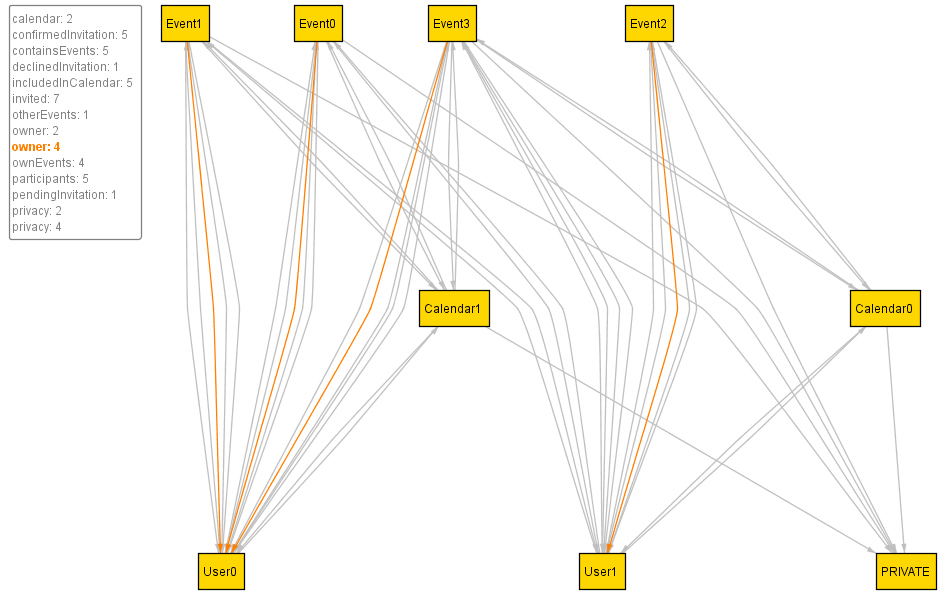 calendar: 2
confirmedInvitation: 5
containsEvents: 5
declinedInvitation: 1
includedInCalendar: 5
invited: 7
otherEvents: 1
owner: 2
owner: 4
ownEvents: 4
participants: 5
pendingInvitation: 1
privacy: 2
privacy: 4
Event1
Event0
Event3
Event2
Calendar1
Calendar0
User0
User1
PRIVATE